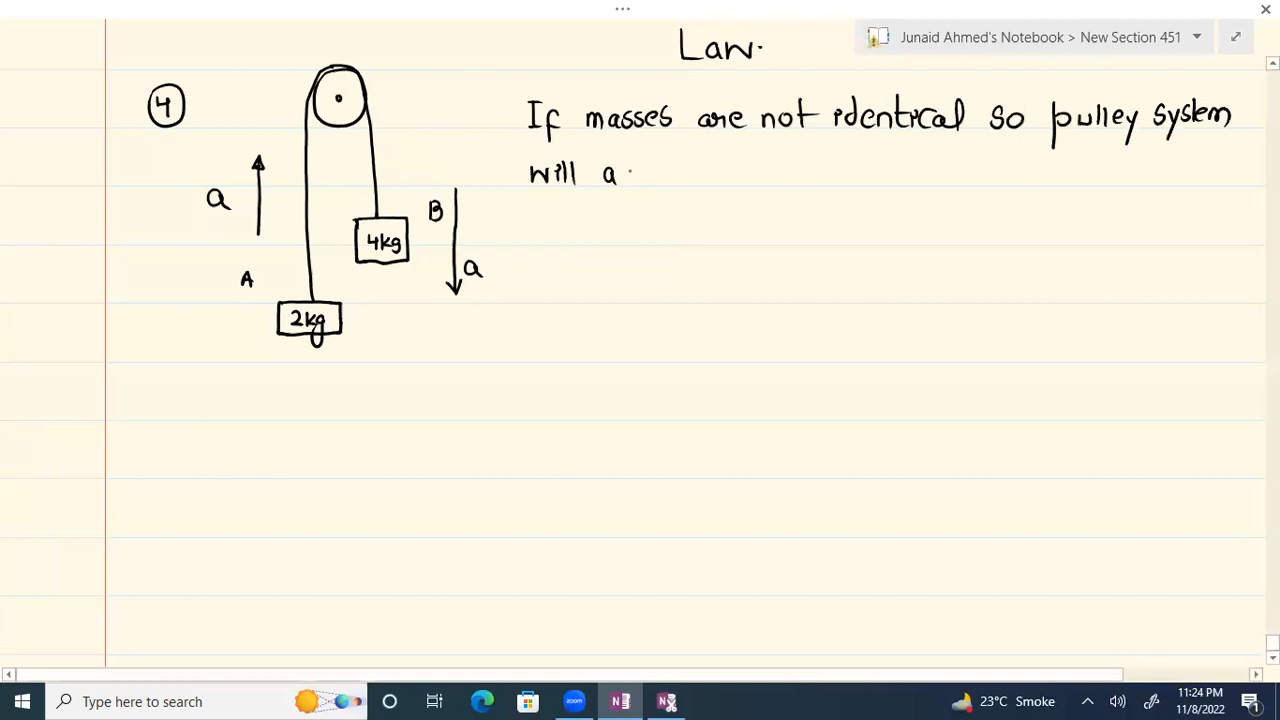 Law.
Junaid Ahmed's Notebook > New Section 451
④
If masses are not identical so pulley system
will a
a
B
4kg
a
A
2kg
Type here to search
23°C Smoke
11:24 PM
11/8/2022
1